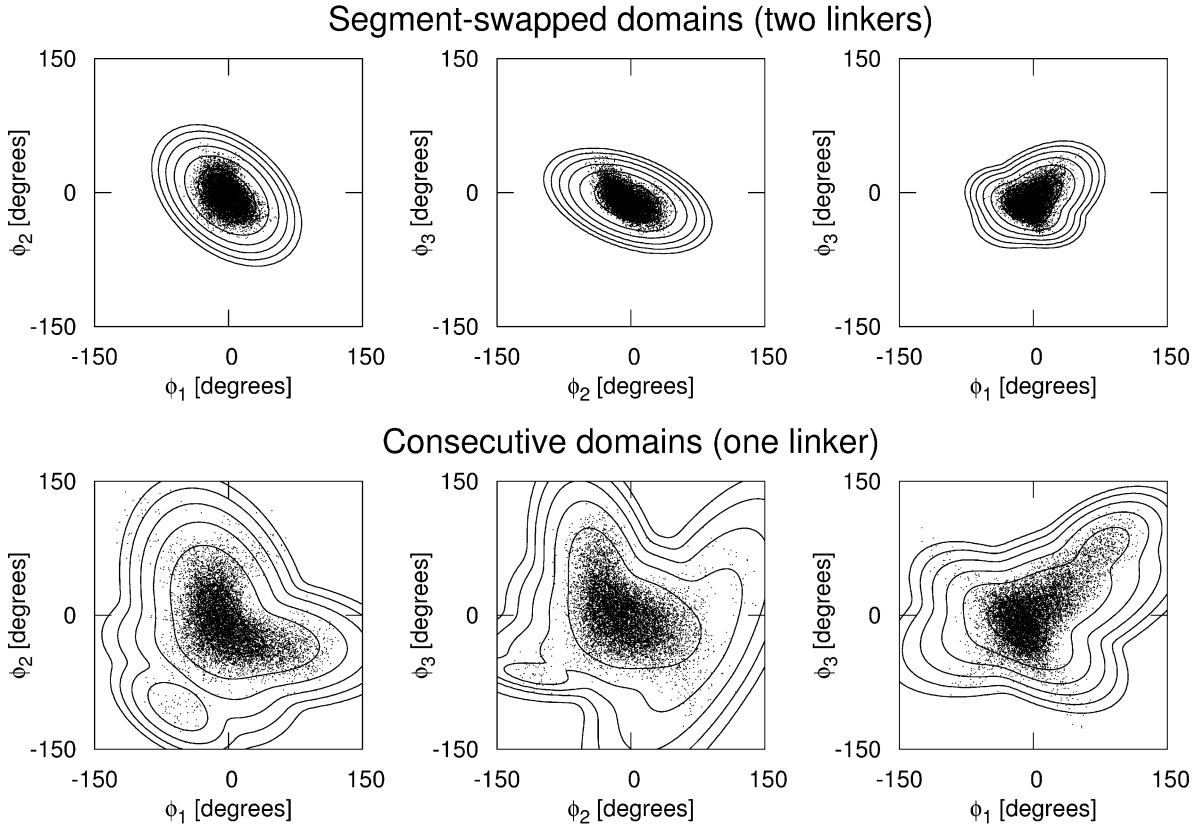 Segment-swapped domains (two linkers)
150 150 150
ϕ2 [degrees] ϕ3 [degrees] ϕ3 [degrees]
0 0 0
-150 -150 -150
-150 0 150 -150 0 150 -150 0 150
ϕ1 [degrees] ϕ2 [degrees] ϕ1 [degrees]
Consecutive domains (one linker)
150 150 150
ϕ2 [degrees] ϕ3 [degrees] ϕ3 [degrees]
0 0 0
-150 -150 -150
-150 0 150 -150 0 150 -150 0 150
ϕ1 [degrees] ϕ2 [degrees] ϕ1 [degrees]